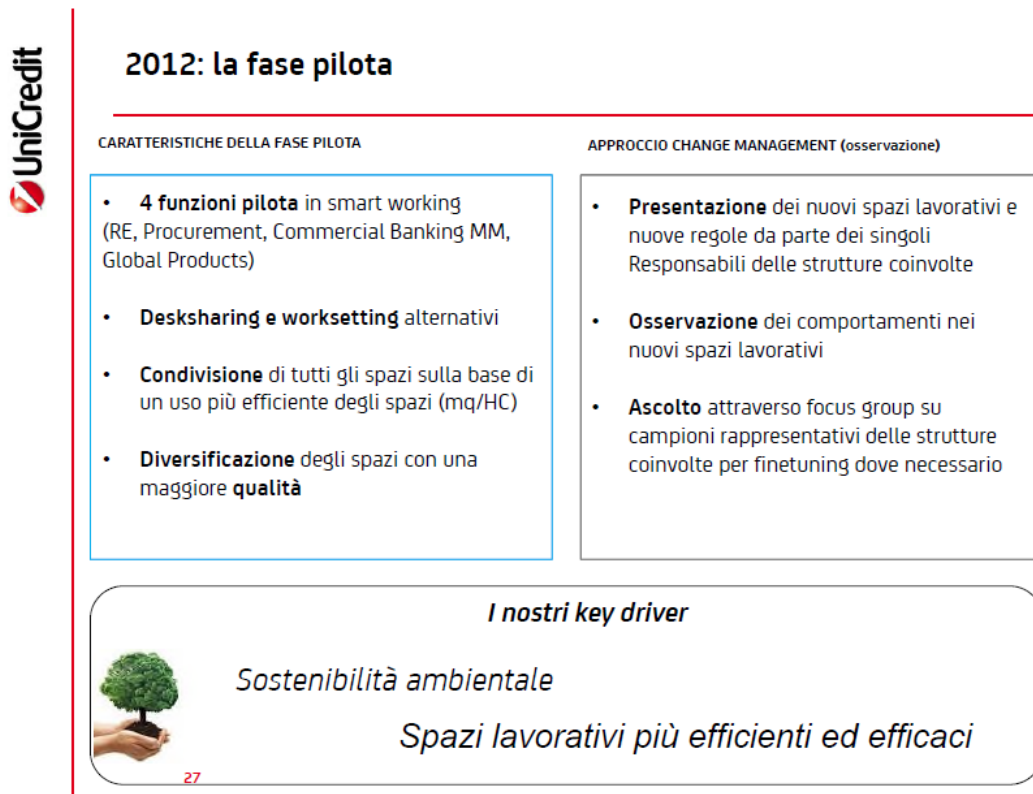 UniCredit
2012: la fase pilota
CARATTERISTICHE DELLA FASE PILOTA
• 4 funzioni pilota in smart working
(RE, Procurement, Commercial Banking MM,
Global Products)
• Desksharing e worksetting alternativi
• Condivisione di tutti gli spazi sulla base di
un uso più efficiente degli spazi (mq/HC)
• Diversificazione degli spazi con una
maggiore qualità
APPROCCIO CHANGE MANAGEMENT (osservazione)
• Presentazione dei nuovi spazi lavorativi e
nuove regole da parte dei singoli
Responsabili delle strutture coinvolte
• Osservazione dei comportamenti nei
nuovi spazi lavorativi
• Ascolto attraverso focus group su
campioni rappresentativi delle strutture
coinvolte per finetuning dove necessario
I nostri key driver
Sostenibilità ambientale
Spazi lavorativi più efficienti ed efficaci
27